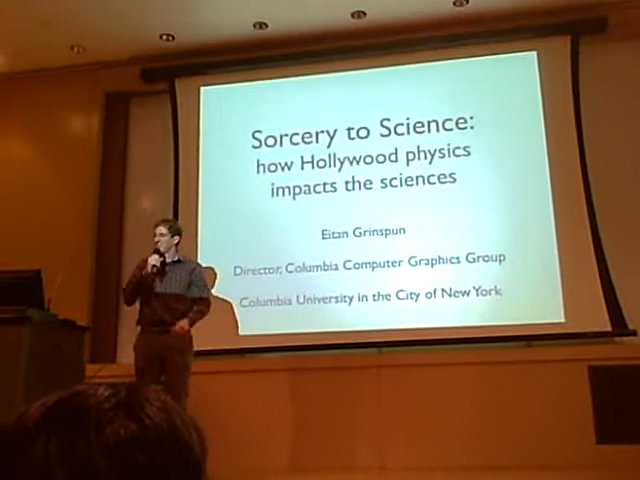 Sorcery to Science:
how Hollywood physics
impacts the sciences
Eitan Grinspun
Director, Columbia Computer Graphics Group
Columbia University in the City of New York